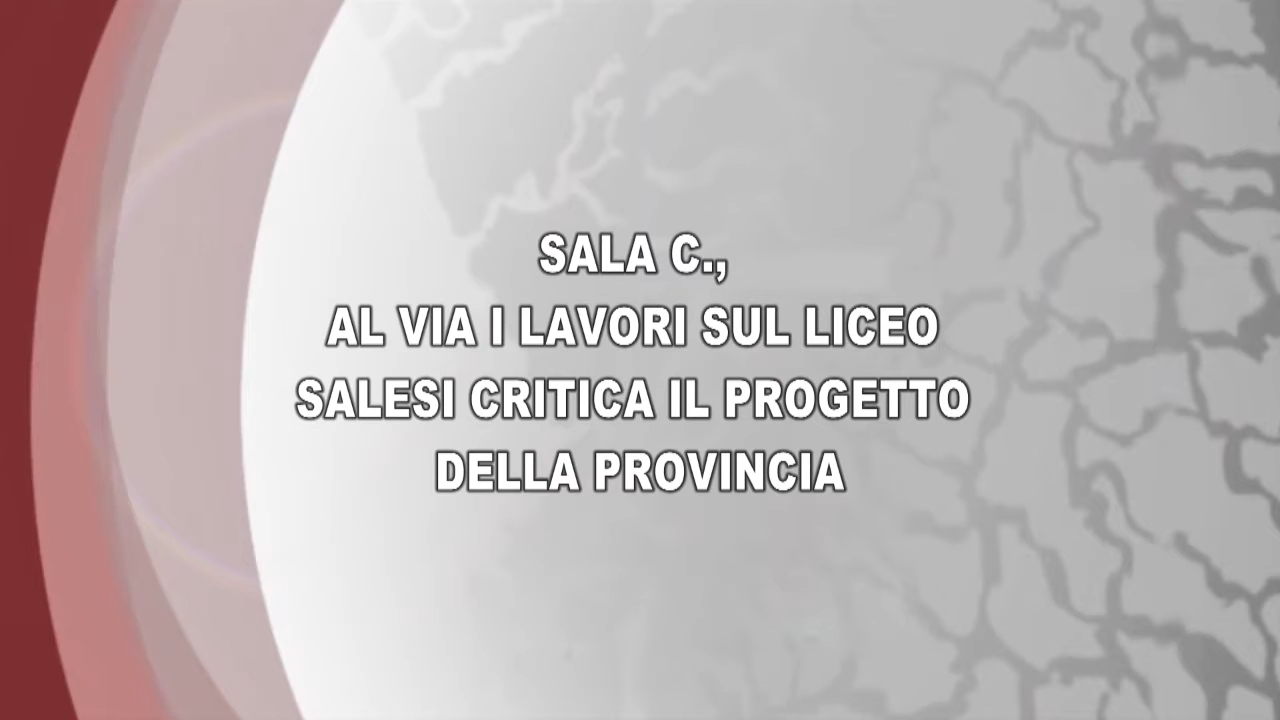 SALA C.,
AL VIA I LAVORI SUL LICEO
SALESI CRITICA IL PROGETTO
DELLA PROVINCIA